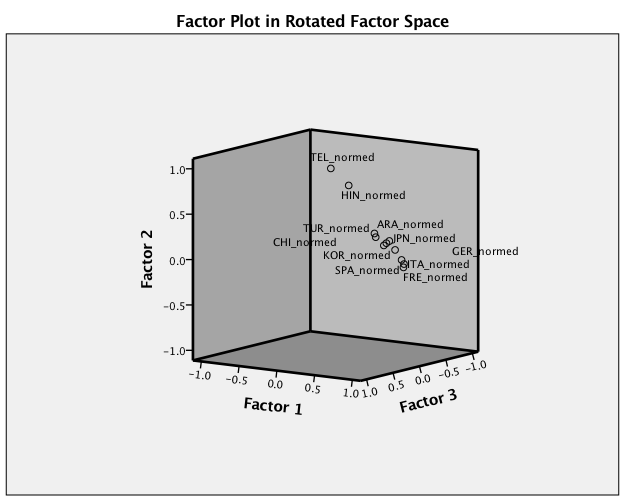 Factor Plot in Rotated Factor Space
TEL_normed
HIN_normed
TUR_normed
ARA_normed
CHI_normed
JPN_normed
KOR_normed
GER_normed
SPA_normed
ITA_normed
FRE_normed
Factor 2
1.0
0.5
0.0
-0.5
-1.0
-1.0
-0.5
0.0
0.5
1.0
Factor 1
1.0
0.5
0.0
-0.5
-1.0
Factor 3